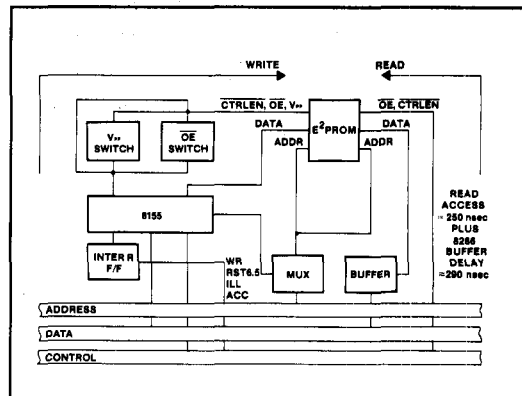 WRITE
READ
CTRLEN, OE, VPP
OE, CTRLEN
DATA
DATA
E²PROM
ADDR
ADDR
VPP
SWITCH
OE
SWITCH
8155
INTER R
F/F
WR
RST6.5
ILL
ACC
MUX
BUFFER
READ
ACCESS
= 250 nsec
PLUS
8286
BUFFER
DELAY
=290 nsec
ADDRESS
DATA
CONTROL